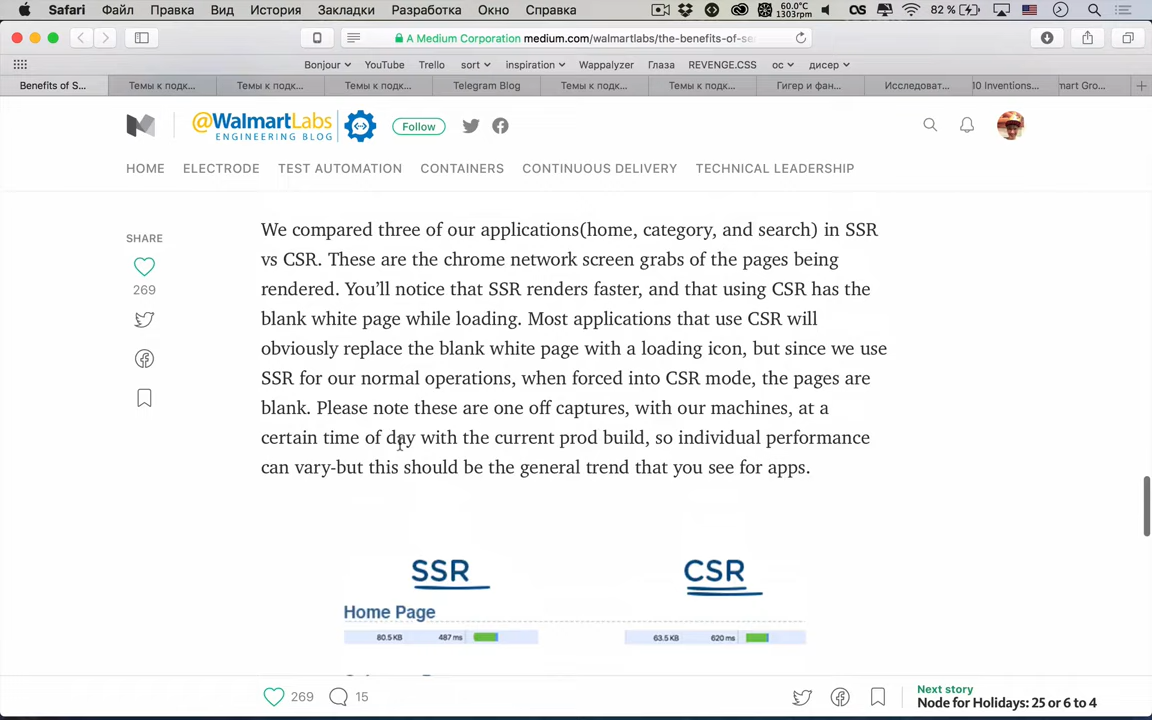 Safari Файл Правка Вид История Закладки Разработка Окно Справка 60.0°C 1303rpm OS 82 %
A Medium Corporation medium.com/walmartlabs/the-benefits-of-se
Bonjour YouTube Trello sort inspiration Wappalyzer Глаза REVENGE.CSS ос дисер
Benefits of S... Темы к подк... Темы к подк... Темы к подк... Telegram Blog Темы к подк... Темы к подк... Гигер и фан... Исследоват... 10 Inventions... mart Gro...
@WalmartLabs
ENGINEERING BLOG
Follow
HOME ELECTRODE TEST AUTOMATION CONTAINERS CONTINUOUS DELIVERY TECHNICAL LEADERSHIP
SHARE
269
We compared three of our applications(home, category, and search) in SSR
vs CSR. These are the chrome network screen grabs of the pages being
rendered. You’ll notice that SSR renders faster, and that using CSR has the
blank white page while loading. Most applications that use CSR will
obviously replace the blank white page with a loading icon, but since we use
SSR for our normal operations, when forced into CSR mode, the pages are
blank. Please note these are one off captures, with our machines, at a
certain time of day with the current prod build, so individual performance
can vary-but this should be the general trend that you see for apps.
SSR CSR
Home Page
80.5 KB 487 ms 63.5 KB 620 ms
269 15
Next story
Node for Holidays: 25 or 6 to 4